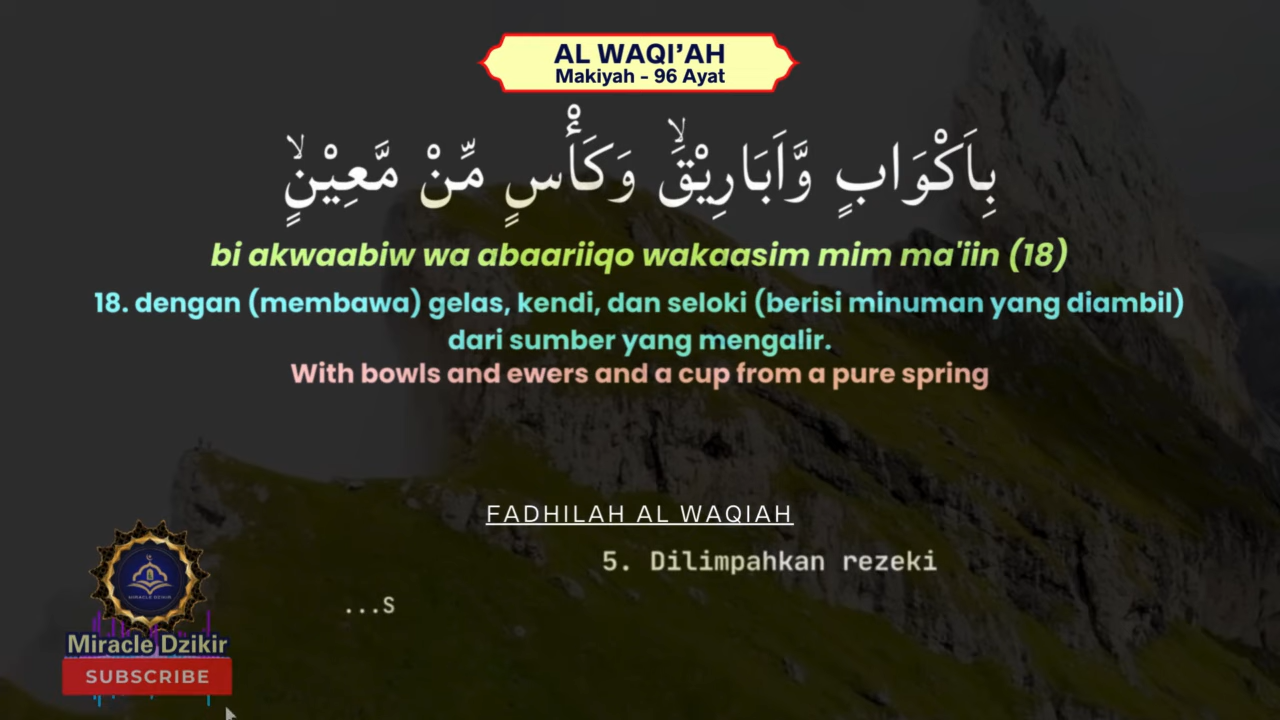 AL WAQI’AH
Makiyah - 96 Ayat
بِاَكْوَابٍ وَّاَبَارِيْقَۙ وَكَأْسٍ مِّنْ مَّعِيْنٍۙ
bi akwaabiw wa abaariiqo wakaasim mim ma'iin (18)
18. dengan (membawa) gelas, kendi, dan seloki (berisi minuman yang diambil)
dari sumber yang mengalir.
With bowls and ewers and a cup from a pure spring
FADHILAH AL WAQIAH
5. Dilimpahkan rezeki
...S
MIRACLE DZIKIR
Miracle Dzikir
SUBSCRIBE